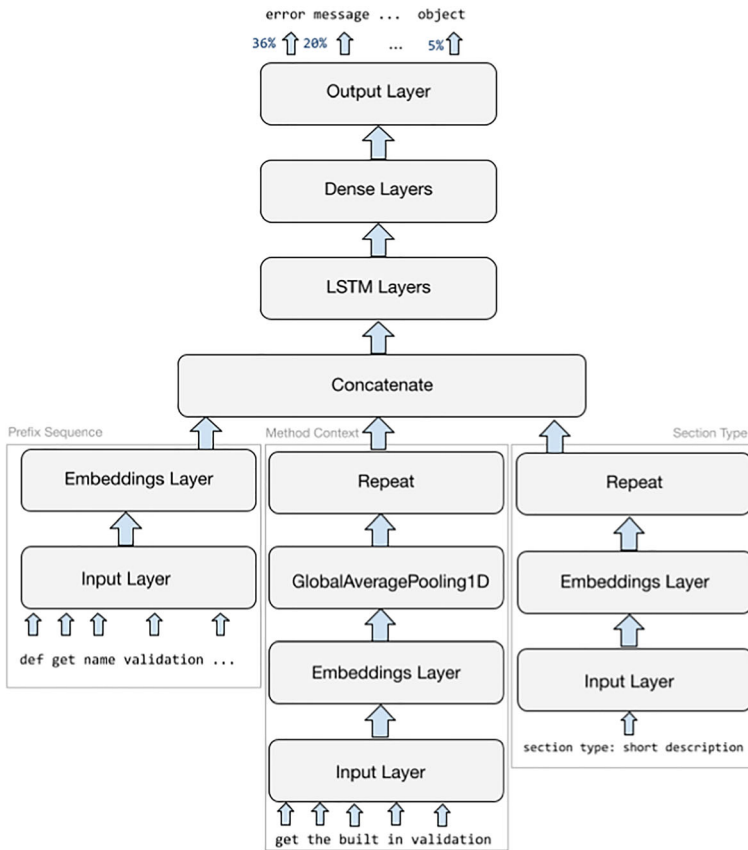 error message ... object
36% 20% ... 5%
Output Layer
Dense Layers
LSTM Layers
Concatenate
Prefix Sequence
Embeddings Layer
Input Layer
def get name validation ...
Method Context
Repeat
GlobalAveragePooling1D
Embeddings Layer
Input Layer
get the built in validation
Section Type
Repeat
Embeddings Layer
Input Layer
section type: short description